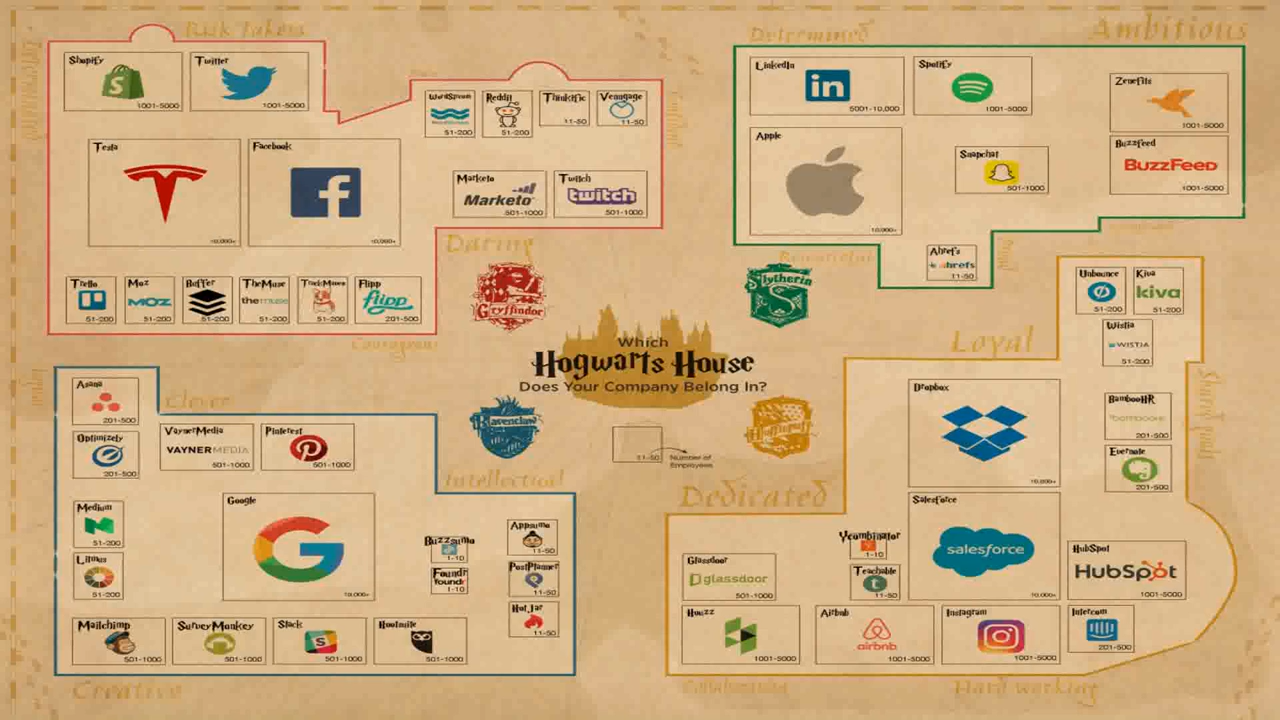 Risk Takers
Shopify
1001-5000
Twitter
1001-5000
Tesla
10,000+
Facebook
10,000+
WordStream
51-200
Reddit
51-200
Thinkific
11-50
Venngage
11-50
Marketo
Marketo
501-1000
Twitch
twitch
501-1000
Daring
Trello
51-200
Moz
MOZ
51-200
Buffer
51-200
TheMuse
themuse
51-200
51-200
Flipp
flipp
201-500
Courageous
Gryffindor
Determined
Ambitious
LinkedIn
in
5001-10,000
Spotify
1001-5000
Zenefits
1001-5000
Apple
10,000+
Snapchat
501-1000
Buzzfeed
BuzzFeed
1001-5000
Ahrefs
ahrefs
11-50
Resourceful
Proud
Slytherin
Which
Hogwarts House
Does Your Company Belong In?
11-50
Number of
Employees
Loyal
Clever
Asana
201-500
Optimizely
201-500
VaynerMedia
VAYNERMEDIA
501-1000
Pinterest
501-1000
Intellectual
Medium
51-200
Litmus
51-200
Google
10,000+
Buzzsumo
1-10
Foundr
foundr
1-10
Appsumo
11-50
PostPlanner
11-50
HotJar
11-50
Mailchimp
501-1000
SurveyMonkey
501-1000
Slack
501-1000
Hootsuite
501-1000
Creative
Ravenclaw
Hufflepuff
Unbounce
51-200
Kiva
kiva
51-200
Wistia
WISTIA
51-200
Dropbox
10,000+
BambooHR
bambooHR
201-500
Evernote
201-500
Shares goals
Dedicated
Salesforce
salesforce
10,000+
Ycombinator
1-10
Glassdoor
glassdoor
501-1000
Teachable
11-50
HubSpot
HubSpot
1001-5000
Houzz
1001-5000
Airbnb
airbnb
1001-5000
Instagram
1001-5000
Intercom
201-500
Hard working